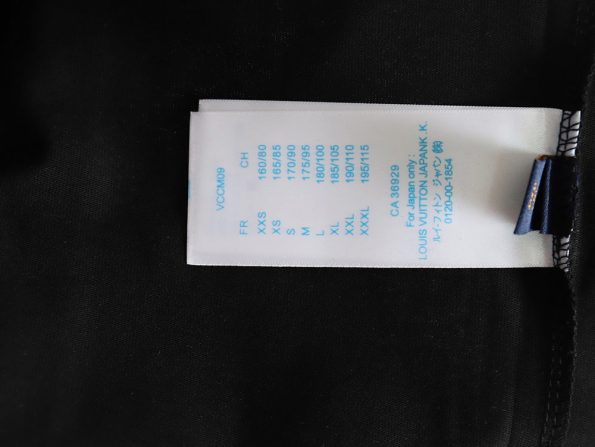 VCCM09
FR CH
XXS 160/80
XS 165/85
S 170/90
M 175/95
L 180/100
XL 185/105
XXL 190/110
XXXL 195/115
CA 36929
For Japan only :
LOUIS VUITTON JAPANK .K.
ルイ・フィトン ジャパン ㈱
0120-00-1854